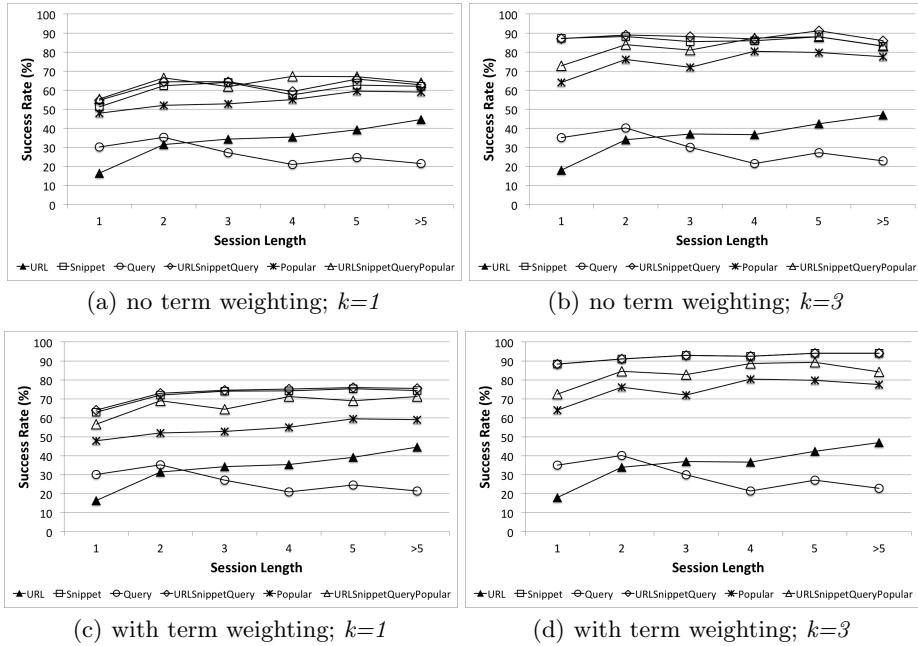 100
90
80
70
60
50
40
30
20
10
0
Success Rate (%)
1 2 3 4 5 >5
Session Length
URL Snippet Query URLSnippetQuery Popular URLSnippetQueryPopular
(a) no term weighting; k=1
100
90
80
70
60
50
40
30
20
10
0
Success Rate (%)
1 2 3 4 5 >5
Session Length
URL Snippet Query URLSnippetQuery Popular URLSnippetQueryPopular
(b) no term weighting; k=3
100
90
80
70
60
50
40
30
20
10
0
Success Rate (%)
1 2 3 4 5 >5
Session Length
URL Snippet Query URLSnippetQuery Popular URLSnippetQueryPopular
(c) with term weighting; k=1
100
90
80
70
60
50
40
30
20
10
0
Success Rate (%)
1 2 3 4 5 >5
Session Length
URL Snippet Query URLSnippetQuery Popular URLSnippetQueryPopular
(d) with term weighting; k=3